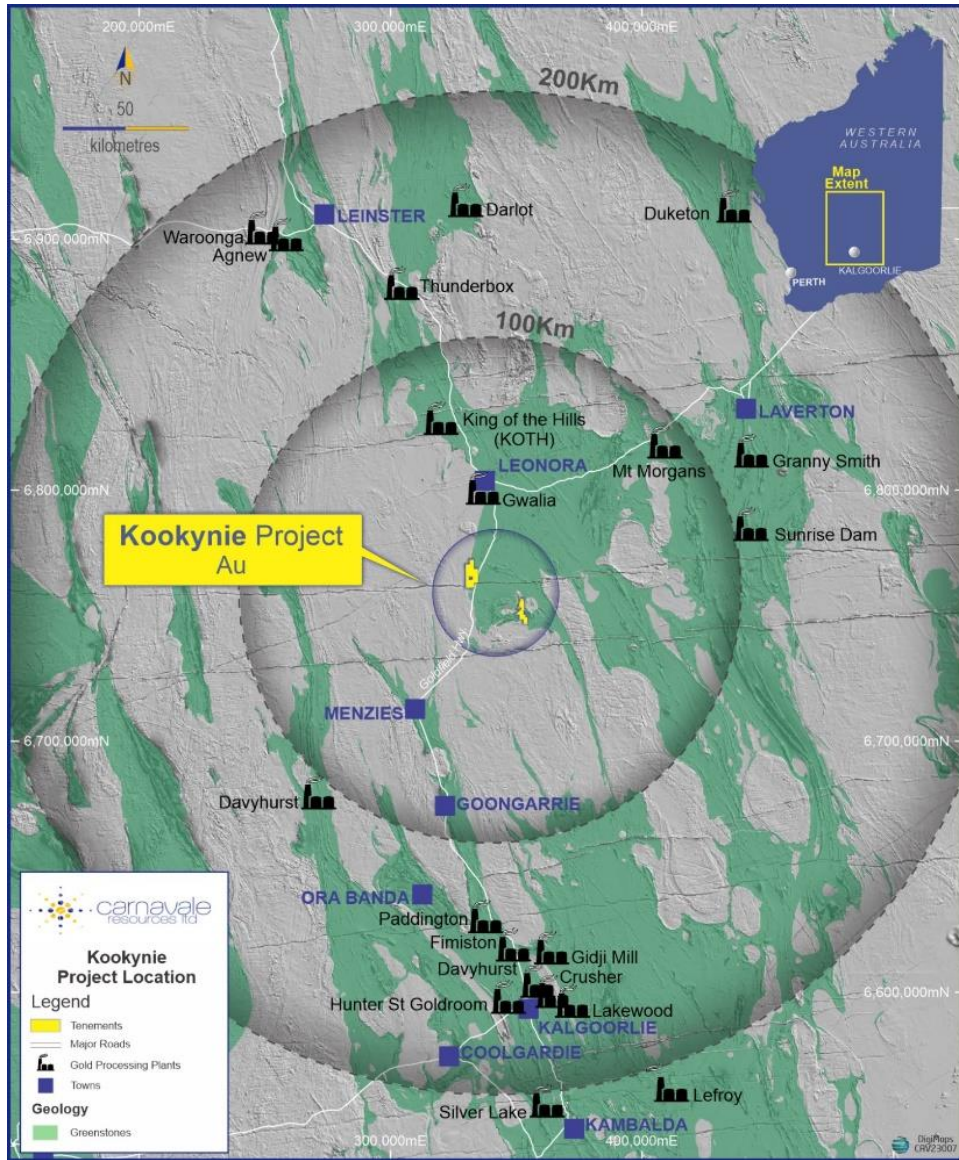 200,000mE
300,000mE
400,000mE
N
50
kilometres
200Km
WESTERN
AUSTRALIA
Map
Extent
KALGOORLIE
PERTH
LEINSTER
Darlot
Duketon
Waroonga
Agnew
6,900,000mN
Thunderbox
100Km
King of the Hills
(KOTH)
LAVERTON
LEONORA
Mt Morgans
Granny Smith
Gwalia
6,800,000mN
6,800,000mN
Sunrise Dam
Kookynie Project
Au
Goldfield HWY
MENZIES
6,700,000mN
6,700,000mN
Davyhurst
GOONGARRIE
ORA BANDA
Paddington
Fimiston
Gidji Mill
Davyhurst
Crusher
Hunter St Goldroom
Lakewood
6,600,000mN
KALGOORLIE
COOLGARDIE
Silver Lake
Lefroy
KAMBALDA
300,000mE
400,000mE
carnavale
resources ltd
Kookynie
Project Location
Legend
Tenements
Major Roads
Gold Processing Plants
Towns
Geology
Greenstones
DigiMaps
CAV23007